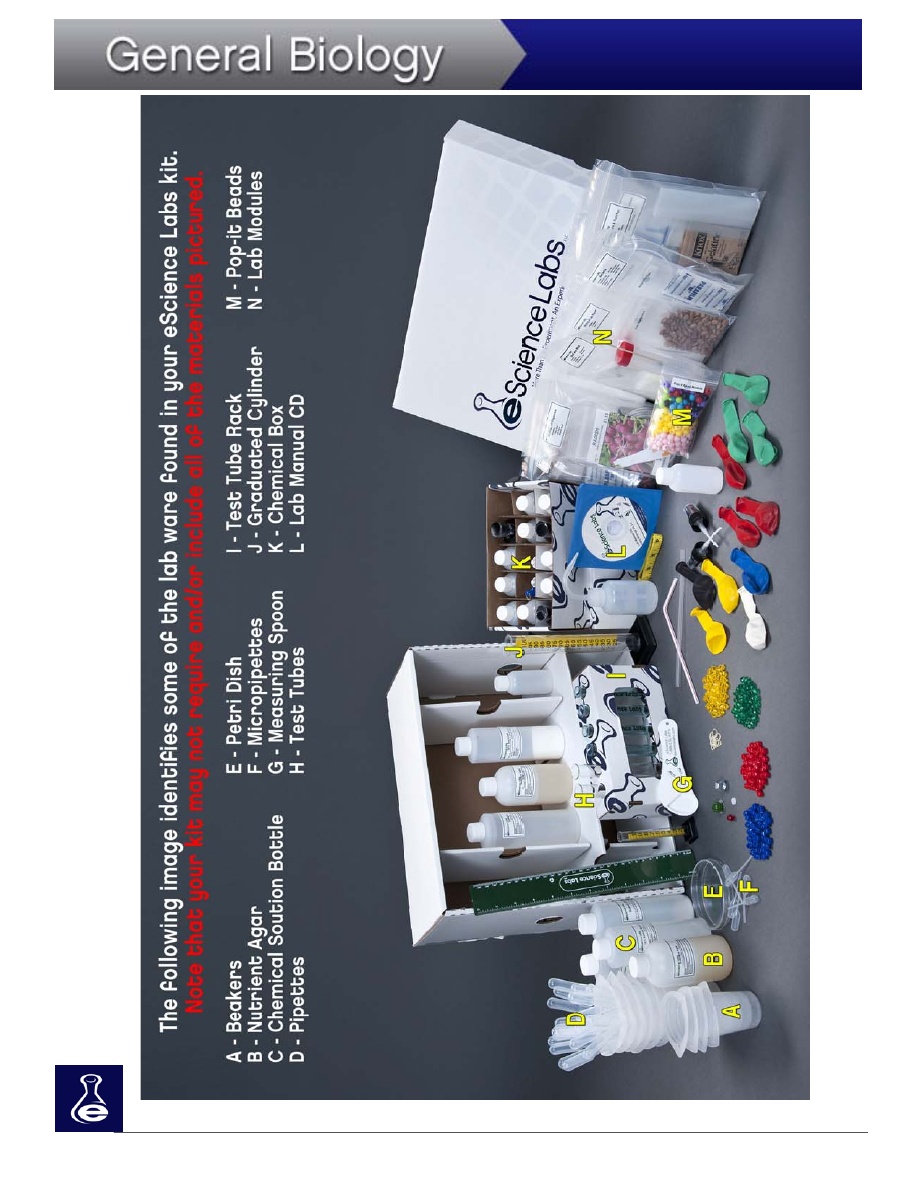 General Biology
The following image identifies some of the lab ware found in your eScience Labs kit.
Note that your kit may not require and/or include all of the materials pictured.
A - Beakers
B - Nutrient Agar
C - Chemical Soution Bottle
D - Pipettes
E - Petri Dish
F - Micropipettes
G - Measuring Spoon
H - Test Tubes
I - Test Tube Rack
J - Graduated Cylinder
K - Chemical Box
L - Lab Manual CD
M - Pop-it Beads
N - Lab Modules
eScience Labs
A
B
C
D
E
F
G
H
I
J
K
L
M
N
eScience Labs
e